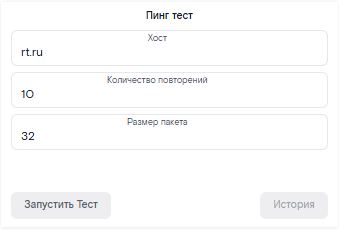 Пинг тест
Хост
rt.ru
Количество повторений
10
Размер пакета
32
Запустить Тест
История